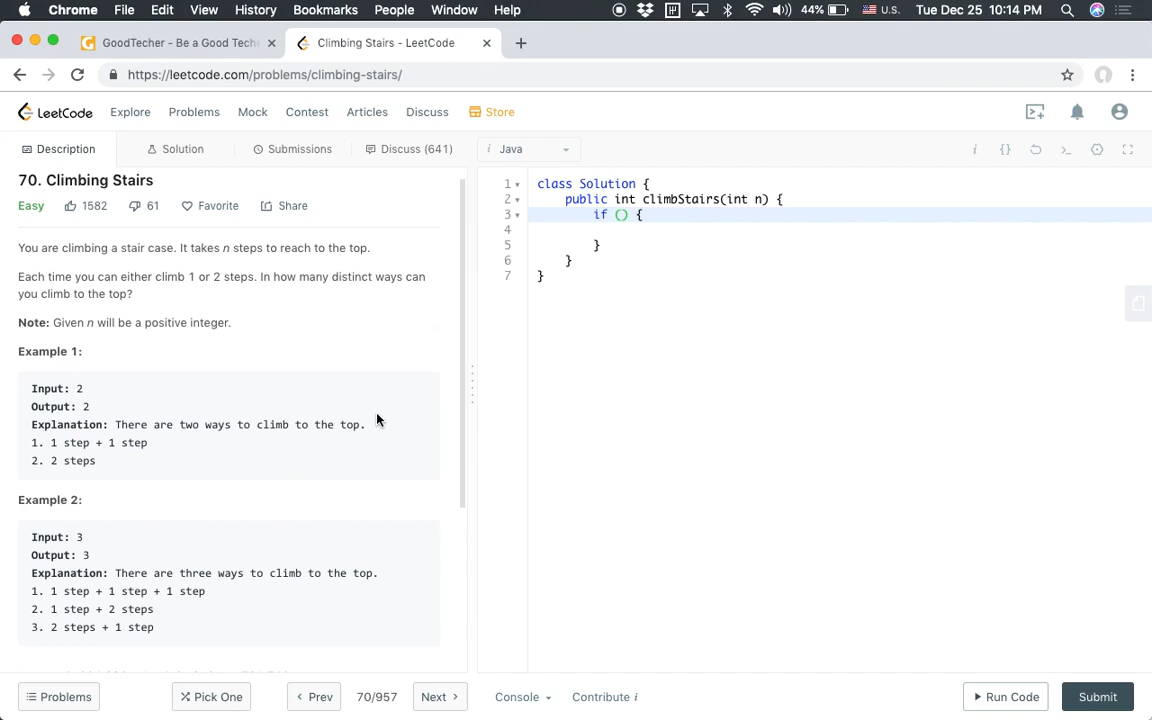 Chrome File Edit View History Bookmarks People Window Help 44% U.S. Tue Dec 25 10:14 PM
GoodTecher - Be a Good Teche Climbing Stairs - LeetCode
https://leetcode.com/problems/climbing-stairs/
LeetCode Explore Problems Mock Contest Articles Discuss Store
Description Solution Submissions Discuss (641) i Java i {}
70. Climbing Stairs
Easy 1582 61 Favorite Share
You are climbing a stair case. It takes n steps to reach to the top.
Each time you can either climb 1 or 2 steps. In how many distinct ways can
you climb to the top?
Note: Given n will be a positive integer.
Example 1:
Input: 2
Output: 2
Explanation: There are two ways to climb to the top.
1. 1 step + 1 step
2. 2 steps
Example 2:
Input: 3
Output: 3
Explanation: There are three ways to climb to the top.
1. 1 step + 1 step + 1 step
2. 1 step + 2 steps
3. 2 steps + 1 step
1 class Solution {
2 public int climbStairs(int n) {
3 if () {
4
5 }
6 }
7 }
Problems Pick One < Prev 70/957 Next > Console Contribute i Run Code Submit